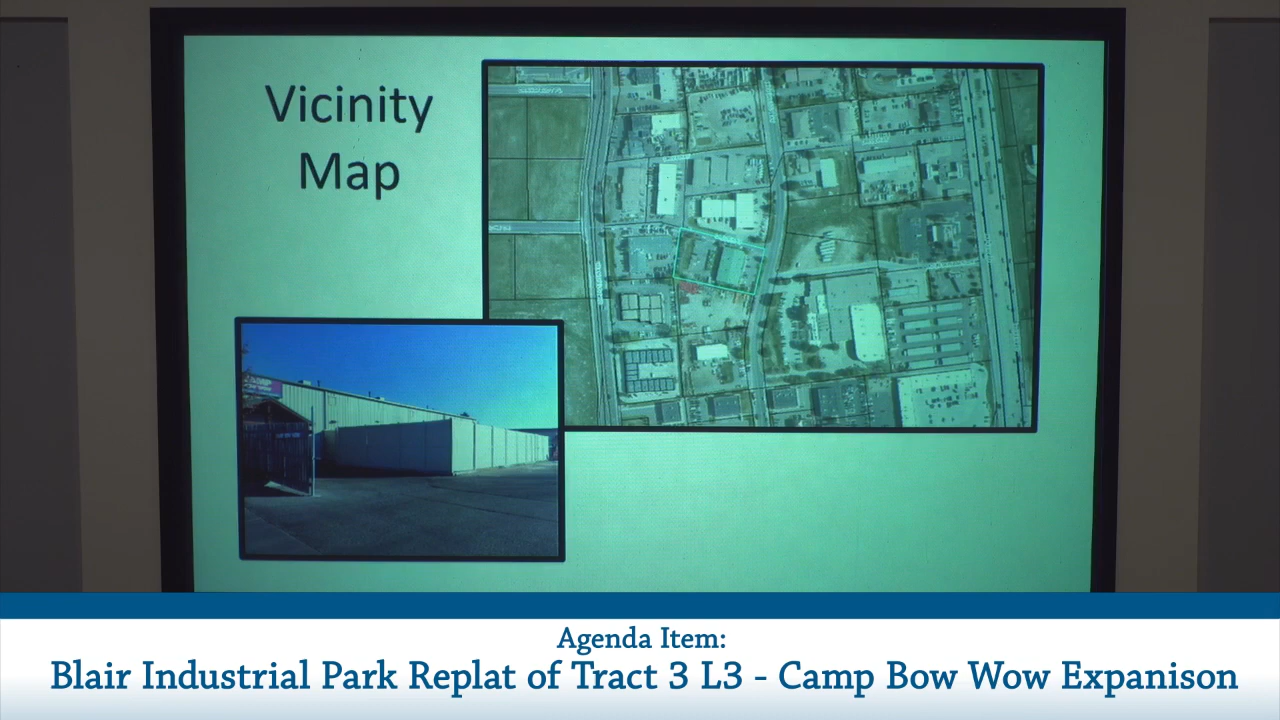 Vicinity
Map
Agenda Item:
Blair Industrial Park Replat of Tract 3 L3 - Camp Bow Wow Expanison